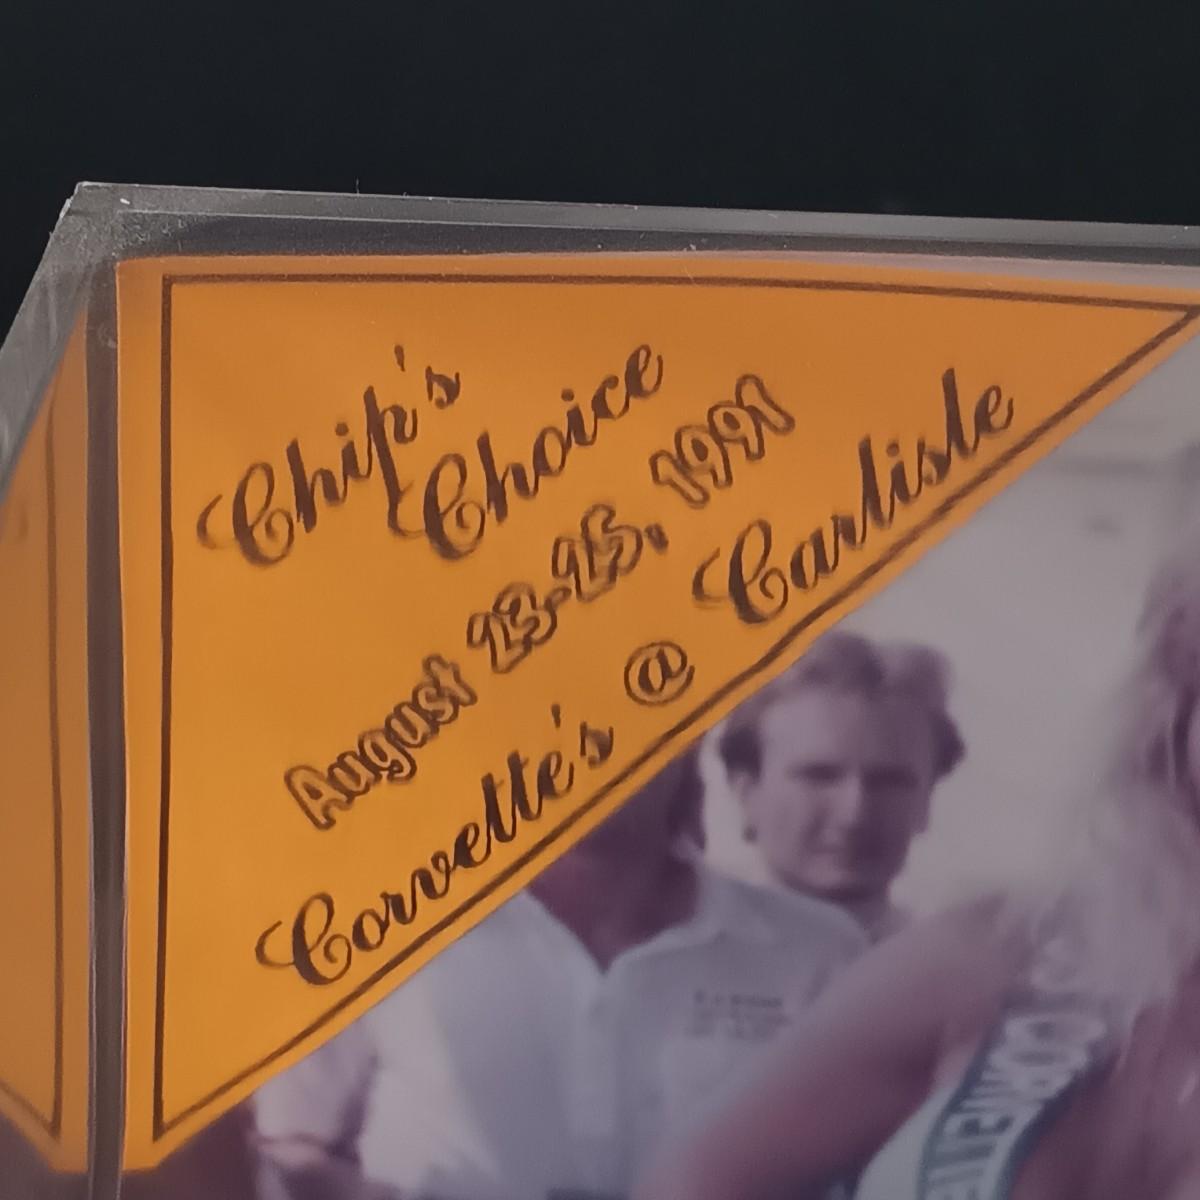 Chip's
Choice
August 23-25, 1991
Corvette's @ Carlisle